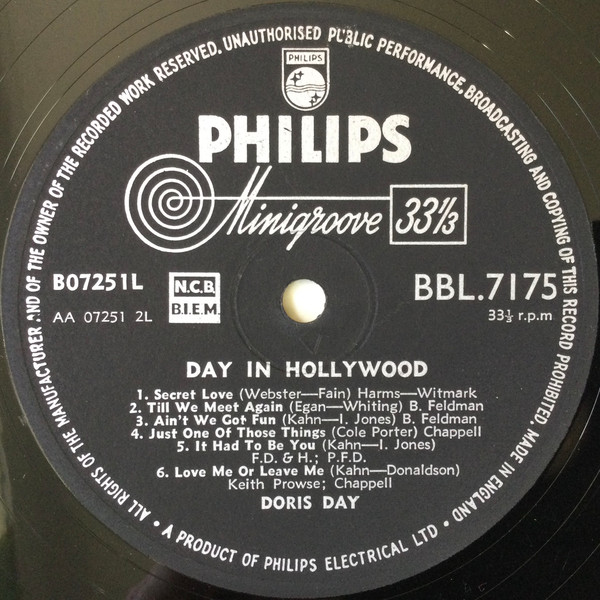 ALL RIGHTS OF THE MANUFACTURER AND OF THE OWNER OF THE RECORDED WORK RESERVED. UNAUTHORISED PUBLIC PERFORMANCE, BROADCASTING AND COPYING OF THIS RECORD PROHIBITED. MADE IN ENGLAND
PHILIPS
PHILIPS
Minigroove 33⅓
B07251L
N.C.B.
B.I.E.M.
BBL.7175
AA 07251 2L
33⅓ r.p.m
DAY IN HOLLYWOOD
1. Secret Love (Webster—Fain) Harms—Witmark
2. Till We Meet Again (Egan—Whiting) B. Feldman
3. Ain't We Got Fun (Kahn—I. Jones) B. Feldman
4. Just One Of Those Things (Cole Porter) Chappell
5. It Had To Be You (Kahn—I. Jones)
F.D. & H.; P.F.D.
6. Love Me Or Leave Me (Kahn—Donaldson)
Keith Prowse; Chappell
DORIS DAY
• A PRODUCT OF PHILIPS ELECTRICAL LTD •